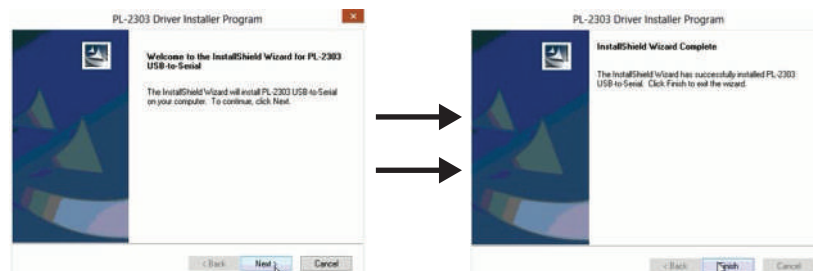 PL-2303 Driver Installer Program
Welcome to the InstallShield Wizard for PL-2303
USB-to-Serial
The InstallShield Wizard will install PL-2303 USB-to-Serial
on your computer. To continue, click Next.
< Back
Next >
Cancel
PL-2303 Driver Installer Program
InstallShield Wizard Complete
The InstallShield Wizard has successfully installed PL-2303
USB-to-Serial. Click Finish to exit the wizard.
< Back
Finish
Cancel